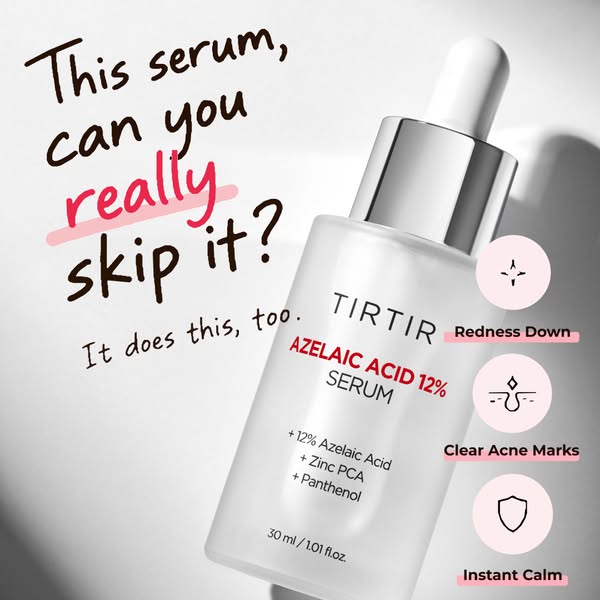 This serum,
can you
really
skip it?
It does this, too.
TIRTIR
AZELAIC ACID 12%
SERUM
+ 12% Azelaic Acid
+ Zinc PCA
+ Panthenol
30 ml / 1.01 fl.oz.
Redness Down
Clear Acne Marks
Instant Calm